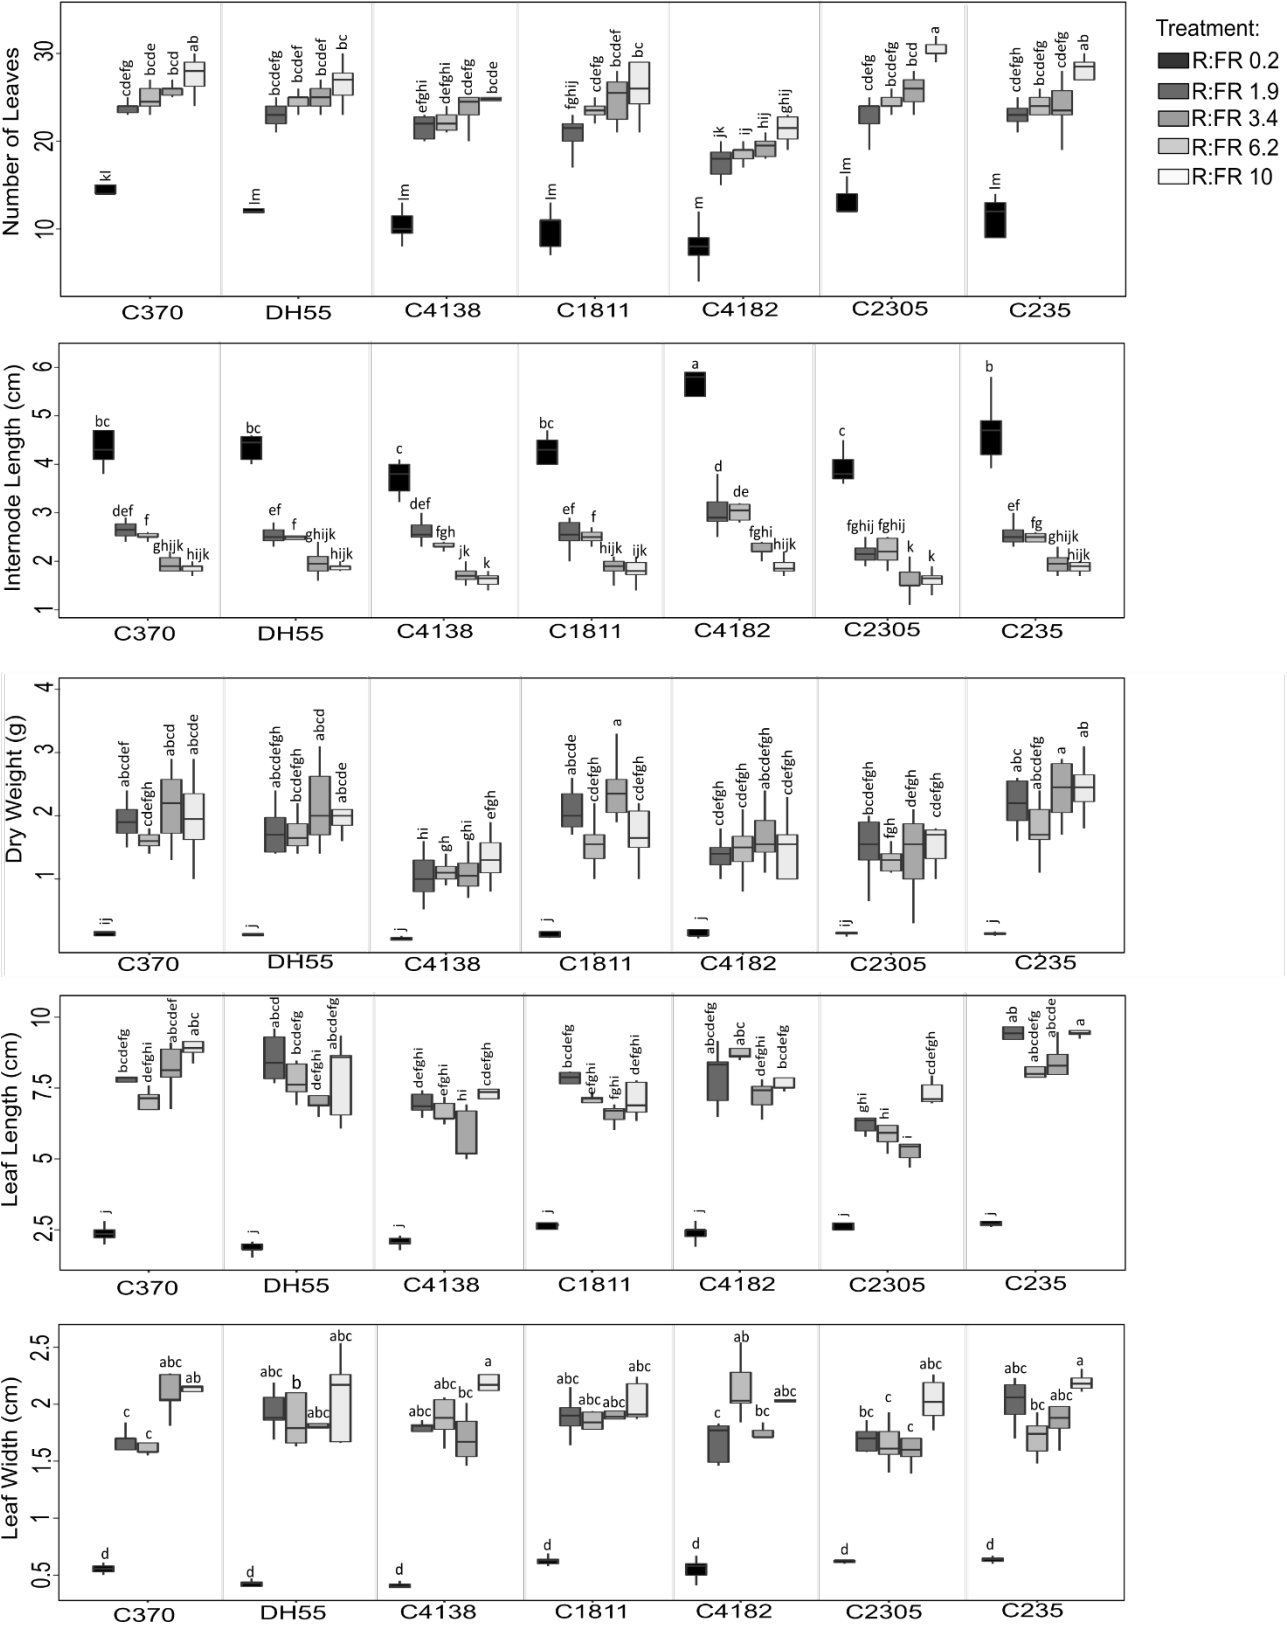 Treatment:
R:FR 0.2
R:FR 1.9
R:FR 3.4
R:FR 6.2
R:FR 10
Number of Leaves
30
20
10
kl cdefg bcde bcd ab
lm bcdefg bcdef bcdef bc
lm efghi defghi cdefg bcde
lm fghij cdefg bcdef bc
m jk ij hij ghij
lm cdefg bcdefg bcd a
lm cdefgh bcdefg cdefg ab
C370 DH55 C4138 C1811 C4182 C2305 C235
Internode Length (cm)
6
5
4
3
2
1
bc def f ghijk hijk
bc ef f ghijk hijk
c def fgh jk k
bc ef f hijk ijk
a d de fghi hijk
c fghij fghij k k
b ef fg ghijk hijk
C370 DH55 C4138 C1811 C4182 C2305 C235
Dry Weight (g)
4
3
2
1
ij abcdef cdefgh abcd abcde
j abcdefgh bcdefgh abcd abcde
j hi gh ghi efgh
j abcde cdefgh a cdefgh
j cdefgh cdefgh abcdefgh cdefgh
ij bcdefgh fgh defgh cdefgh
j abc abcdefg a ab
C370 DH55 C4138 C1811 C4182 C2305 C235
Leaf Length (cm)
10
7.5
5
2.5
j bcdefg defghi abcdef abc
j abcd bcdefg defghi abcdefg
j defghi efghi hi cdefgh
j bcdefg efghi fghi defghi
j abcdefg abc defghi bcdefg
j ghi hi i cdefgh
j ab abcdefg abcde a
C370 DH55 C4138 C1811 C4182 C2305 C235
Leaf Width (cm)
2.5
2
1.5
1
0.5
d c c abc ab
d abc b abc abc
d abc abc bc a
d abc abc abc abc
d c ab bc abc
d bc c c abc
d abc bc abc a
C370 DH55 C4138 C1811 C4182 C2305 C235